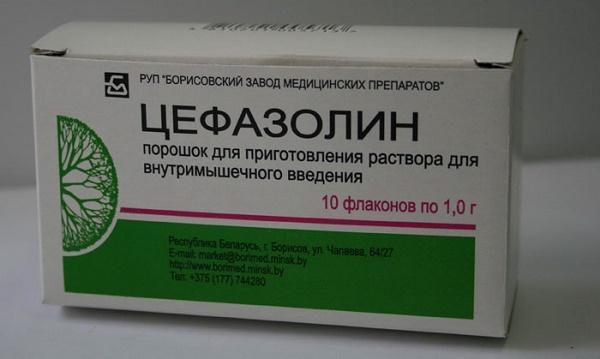 РУП "БОРИСОВСКИЙ ЗАВОД МЕДИЦИНСКИХ ПРЕПАРАТОВ"
ЦЕФАЗОЛИН
порошок для приготовления раствора для
внутримышечного введения
10 флаконов по 1,0 г
Республика Беларусь, г. Борисов, ул. Чапаева, 64/27
E-mail: market@borimed.minsk.by
http://www.borimed.minsk.by
Тел: +375 (177) 744280